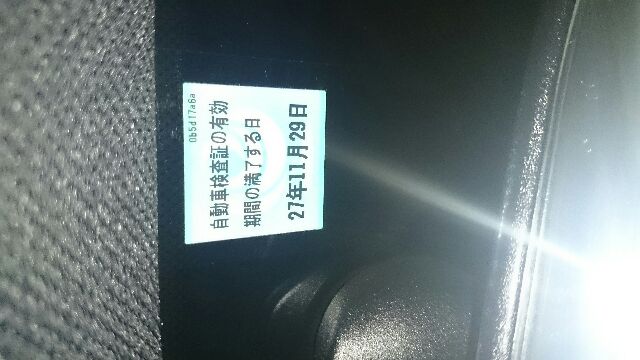 0b5d17a6a
自動車検査証の有効
期間の満了する日
27年11月29日